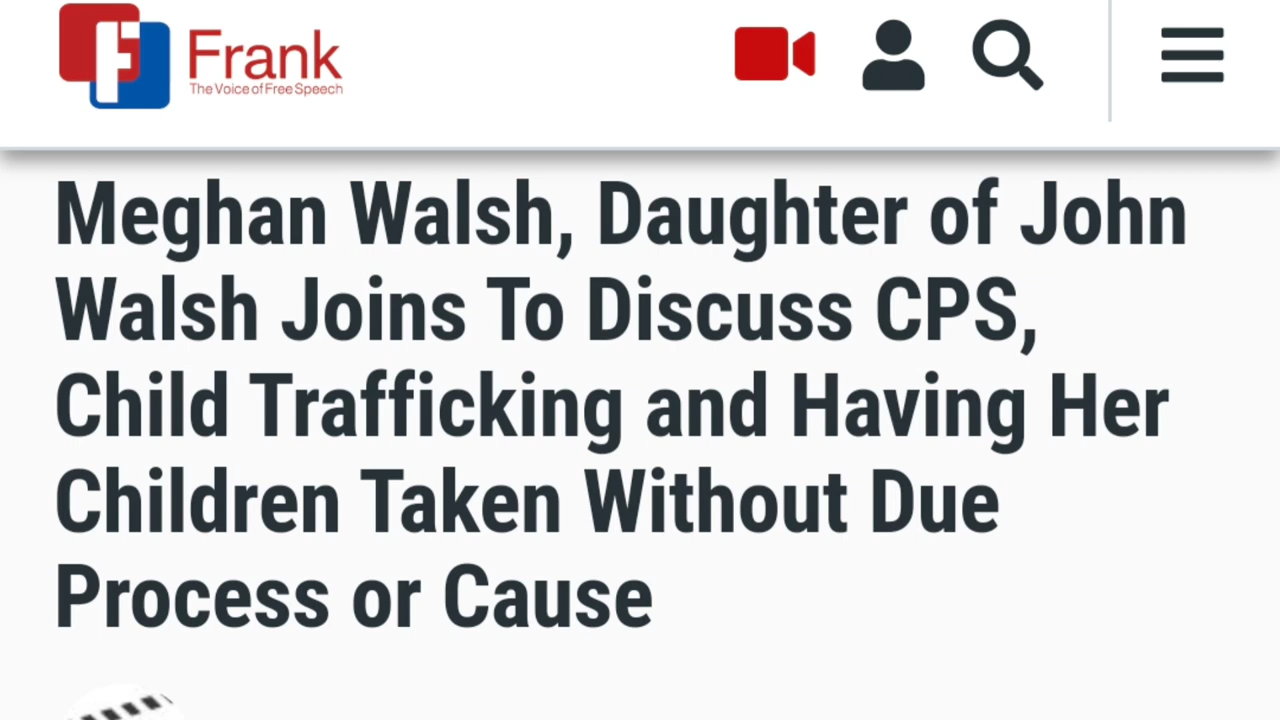 Frank
The Voice of Free Speech
Meghan Walsh, Daughter of John
Walsh Joins To Discuss CPS,
Child Trafficking and Having Her
Children Taken Without Due
Process or Cause